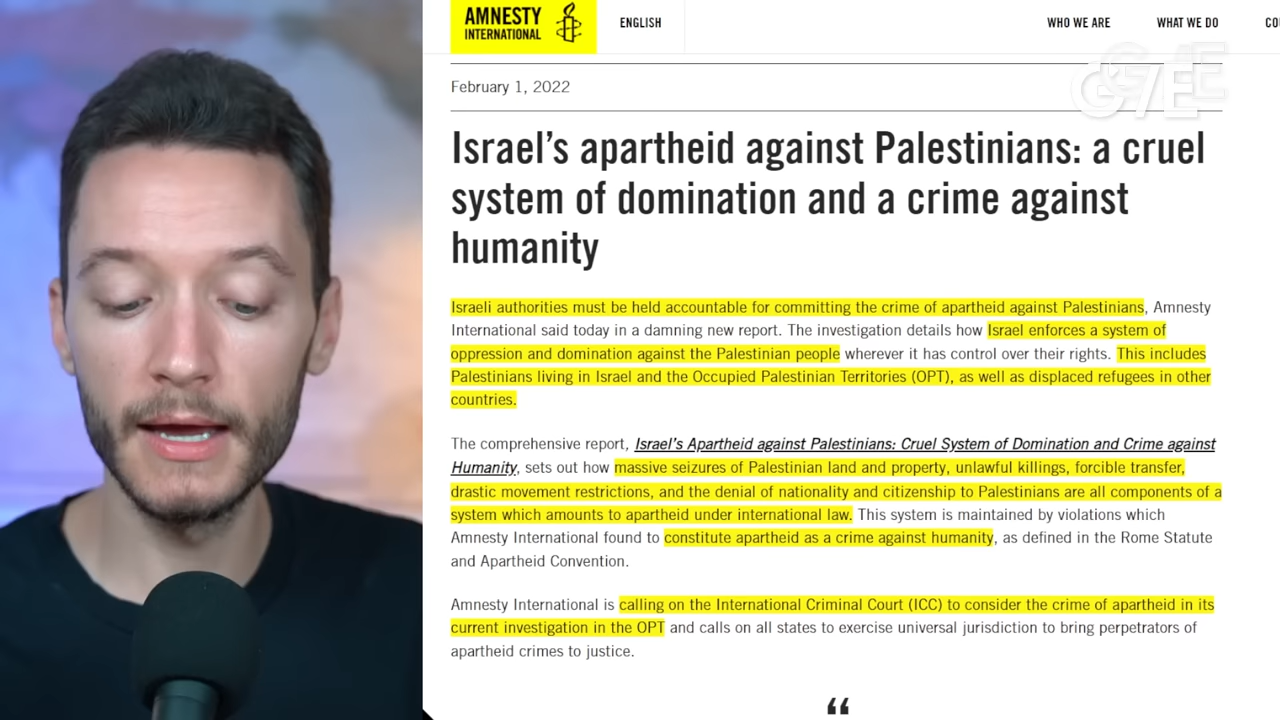 AMNESTY
INTERNATIONAL
ENGLISH
WHO WE ARE
WHAT WE DO
February 1, 2022
Israel’s apartheid against Palestinians: a cruel
system of domination and a crime against
humanity
Israeli authorities must be held accountable for committing the crime of apartheid against Palestinians, Amnesty
International said today in a damning new report. The investigation details how Israel enforces a system of
oppression and domination against the Palestinian people wherever it has control over their rights. This includes
Palestinians living in Israel and the Occupied Palestinian Territories (OPT), as well as displaced refugees in other
countries.
The comprehensive report, Israel’s Apartheid against Palestinians: Cruel System of Domination and Crime against
Humanity, sets out how massive seizures of Palestinian land and property, unlawful killings, forcible transfer,
drastic movement restrictions, and the denial of nationality and citizenship to Palestinians are all components of a
system which amounts to apartheid under international law. This system is maintained by violations which
Amnesty International found to constitute apartheid as a crime against humanity, as defined in the Rome Statute
and Apartheid Convention.
Amnesty International is calling on the International Criminal Court (ICC) to consider the crime of apartheid in its
current investigation in the OPT and calls on all states to exercise universal jurisdiction to bring perpetrators of
apartheid crimes to justice.
“